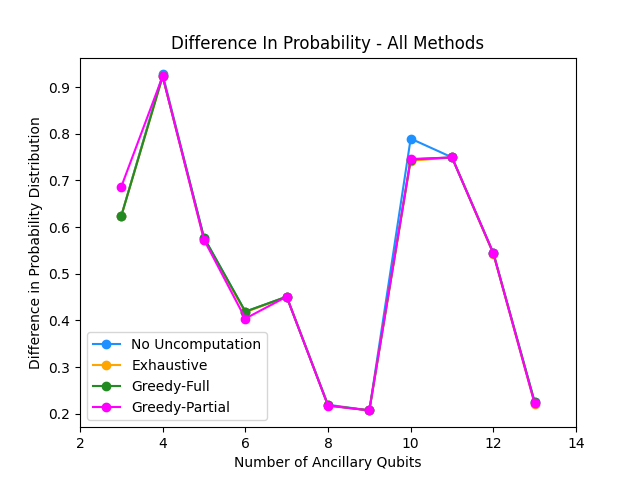 Difference In Probability - All Methods
Difference in Probability Distribution
0.9
0.8
0.7
0.6
0.5
0.4
0.3
0.2
No Uncomputation
Exhaustive
Greedy-Full
Greedy-Partial
2 4 6 8 10 12 14
Number of Ancillary Qubits